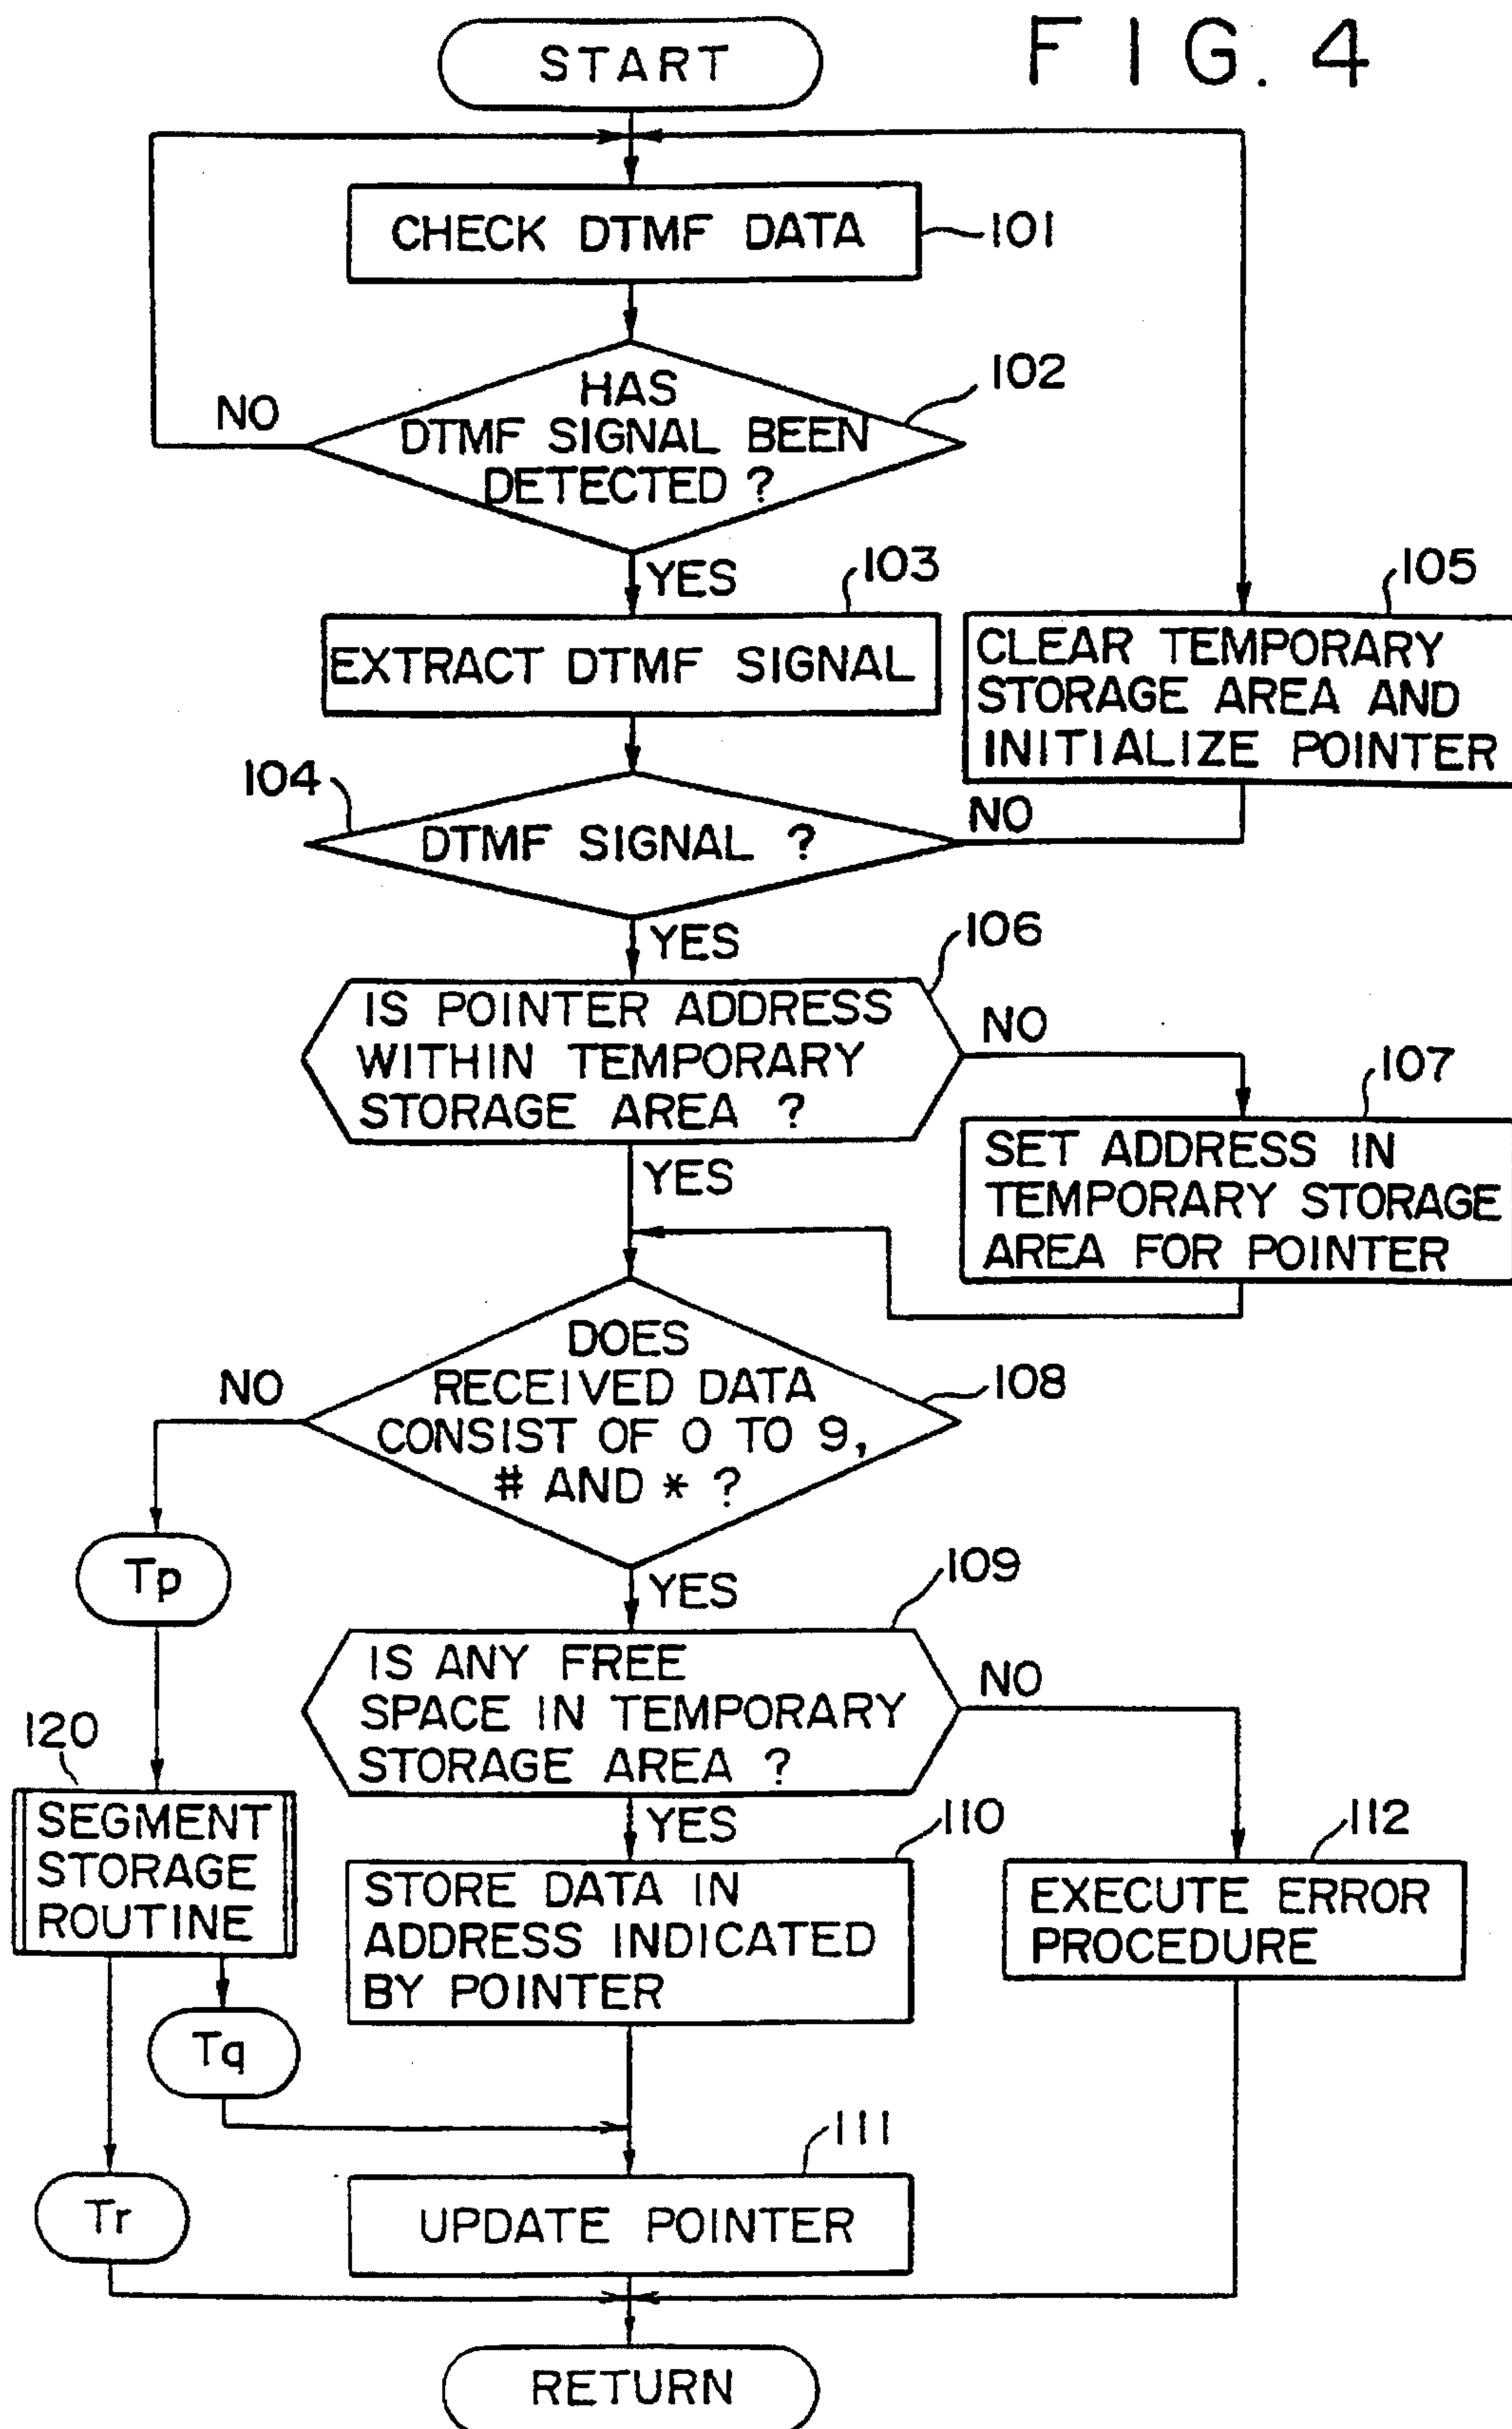 FIG. 4
START
CHECK DTMF DATA
101
HAS
DTMF SIGNAL BEEN
DETECTED ?
102
NO
YES
103
EXTRACT DTMF SIGNAL
105
CLEAR TEMPORARY
STORAGE AREA AND
INITIALIZE POINTER
104
DTMF SIGNAL ?
NO
YES
106
IS POINTER ADDRESS
WITHIN TEMPORARY
STORAGE AREA ?
NO
107
SET ADDRESS IN
TEMPORARY STORAGE
AREA FOR POINTER
YES
DOES
RECEIVED DATA
CONSIST OF 0 TO 9,
# AND * ?
108
NO
Tp
YES
109
IS ANY FREE
SPACE IN TEMPORARY
STORAGE AREA ?
NO
120
SEGMENT
STORAGE
ROUTINE
YES
110
STORE DATA IN
ADDRESS INDICATED
BY POINTER
112
EXECUTE ERROR
PROCEDURE
Tq
111
Tr
UPDATE POINTER
RETURN